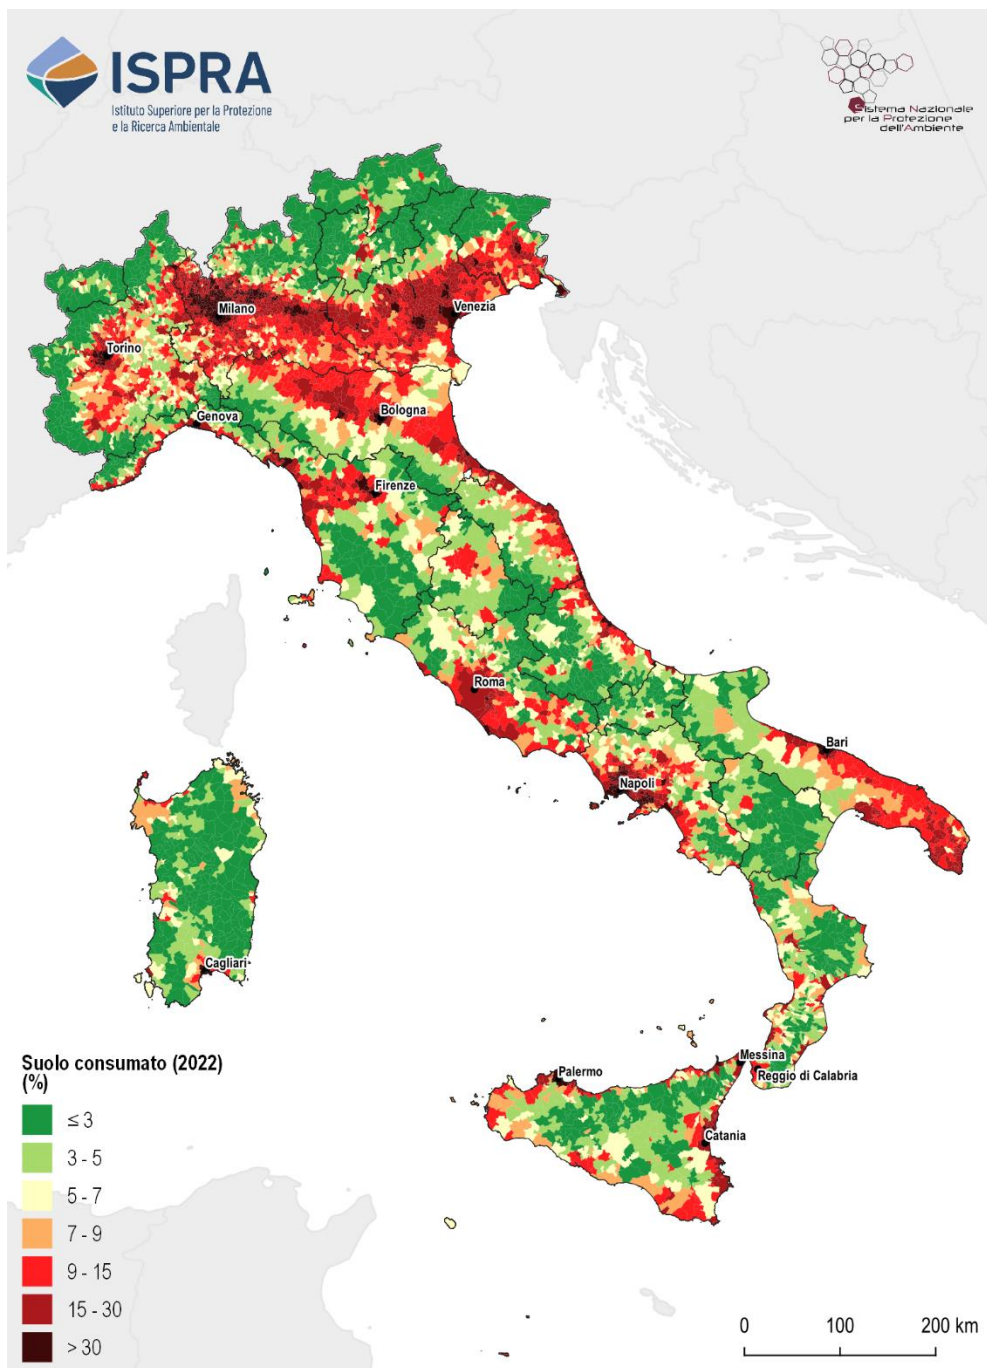 ISPRA
Istituto Superiore per la Protezione
e la Ricerca Ambientale
Sistema Nazionale
per la Protezione
dell'Ambiente
Milano
Venezia
Torino
Genova
Bologna
Firenze
Roma
Bari
Napoli
Cagliari
Messina
Palermo
Reggio di Calabria
Catania
Suolo consumato (2022)
(%)
≤ 3
3 - 5
5 - 7
7 - 9
9 - 15
15 - 30
> 30
0 100 200 km